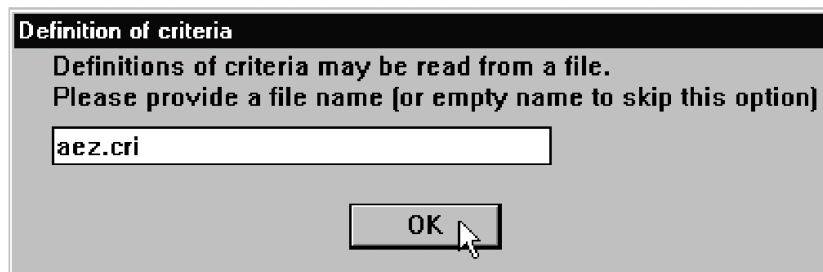 Definition of criteria
Definitions of criteria may be read from a file.
Please provide a file name (or empty name to skip this option)
aez.cri
OK